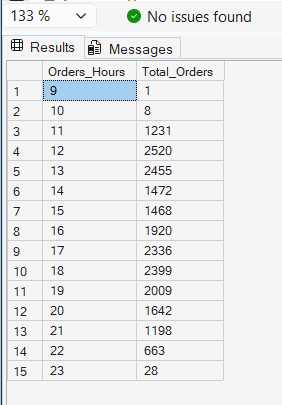 133 % No issues found
Results Messages
Orders_Hours Total_Orders
1 9 1
2 10 8
3 11 1231
4 12 2520
5 13 2455
6 14 1472
7 15 1468
8 16 1920
9 17 2336
10 18 2399
11 19 2009
12 20 1642
13 21 1198
14 22 663
15 23 28